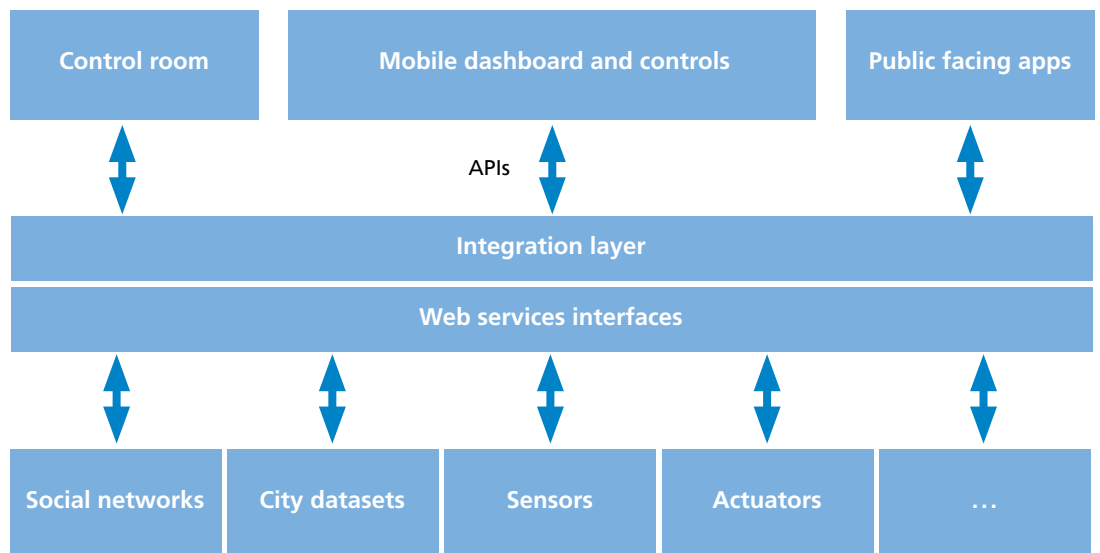 Control room
Mobile dashboard and controls
Public facing apps
APIs
Integration layer
Web services interfaces
Social networks
City datasets
Sensors
Actuators
...